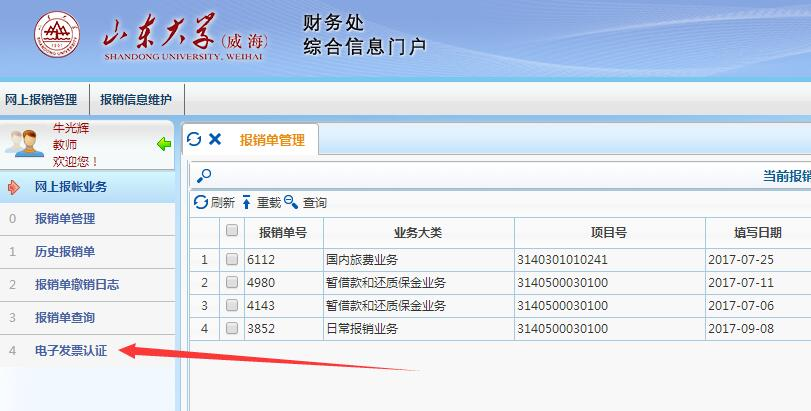 山东大学(威海)
SHANDONG UNIVERSITY, WEIHAI
财务处
综合信息门户
网上报销管理 报销信息维护
牛光辉
教师
欢迎您！
网上报帐业务
0 报销单管理
1 历史报销单
2 报销单撤销日志
3 报销单查询
4 电子发票认证
报销单管理
当前报销
刷新 重载 查询
报销单号 业务大类 项目号 填写日期
1 6112 国内旅费业务 3140301010241 2017-07-25
2 4980 暂借款和还质保金业务 3140500030100 2017-07-11
3 4143 暂借款和还质保金业务 3140500030100 2017-07-06
4 3852 日常报销业务 3140500030100 2017-09-08